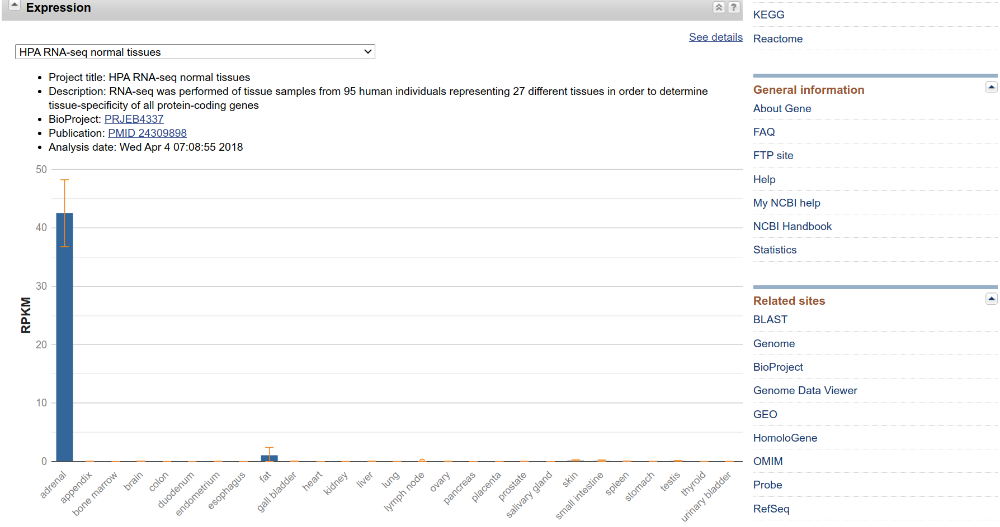 Expression
See details
HPA RNA-seq normal tissues
Project title: HPA RNA-seq normal tissues
Description: RNA-seq was performed of tissue samples from 95 human individuals representing 27 different tissues in order to determine
tissue-specificity of all protein-coding genes
BioProject: PRJEB4337
Publication: PMID 24309898
Analysis date: Wed Apr 4 07:08:55 2018
50
40
30
20
10
0
RPKM
adrenal
appendix
bone marrow
brain
colon
duodenum
endometrium
esophagus
fat
gall bladder
heart
kidney
liver
lung
lymph node
ovary
pancreas
placenta
prostate
salivary gland
skin
small intestine
spleen
stomach
testis
thyroid
urinary bladder
KEGG
Reactome
General information
About Gene
FAQ
FTP site
Help
My NCBI help
NCBI Handbook
Statistics
Related sites
BLAST
Genome
BioProject
Genome Data Viewer
GEO
HomoloGene
OMIM
Probe
RefSeq